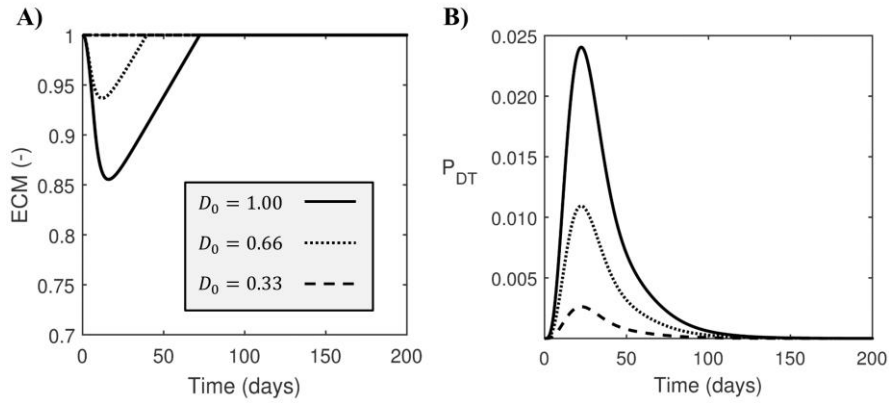 A)
1
0.95
0.9
0.85
0.8
0.75
0.7
ECM (-)
D₀ = 1.00
D₀ = 0.66
D₀ = 0.33
0 50 100 150 200
Time (days)
B)
0.025
0.020
0.015
0.010
0.005
P_DT
0 50 100 150 200
Time (days)